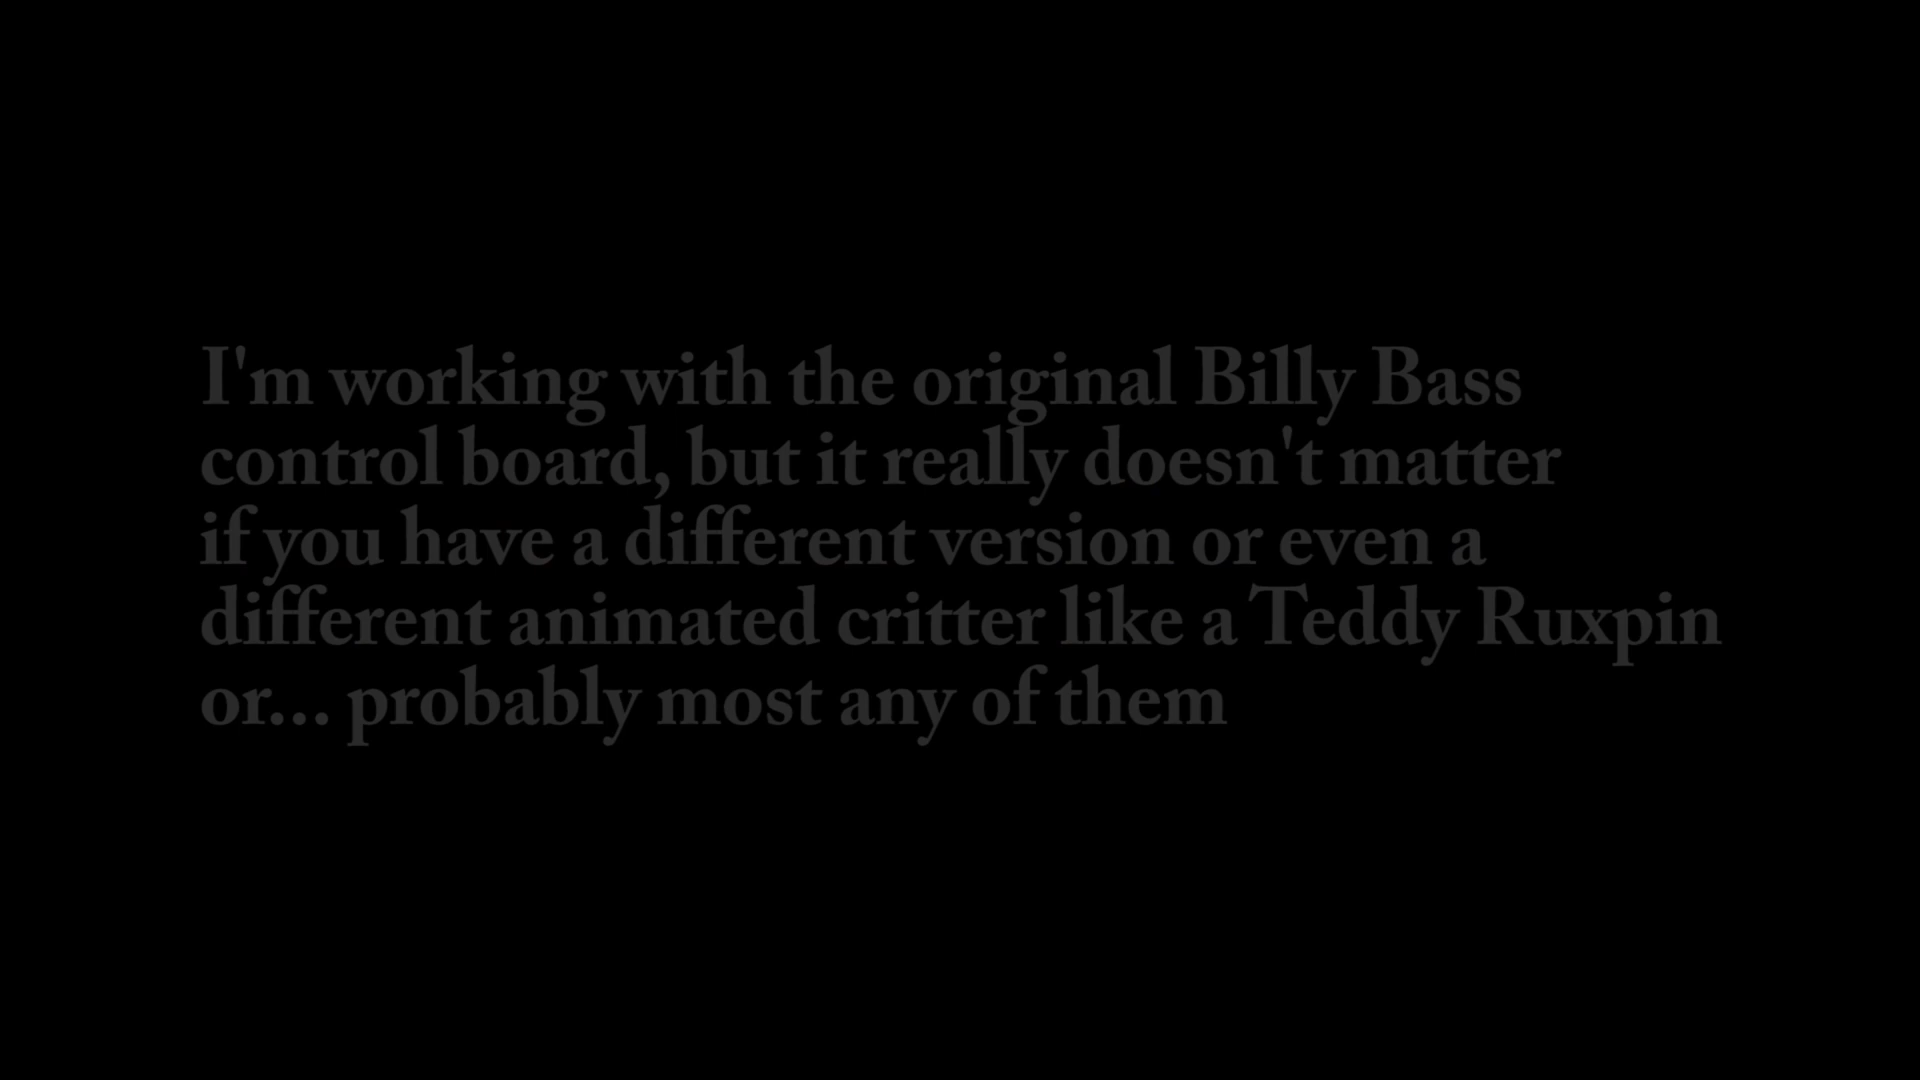 I'm working with the original Billy Bass
control board, but it really doesn't matter
if you have a different version or even a
different animated critter like a Teddy Ruxpin
or... probably most any of them